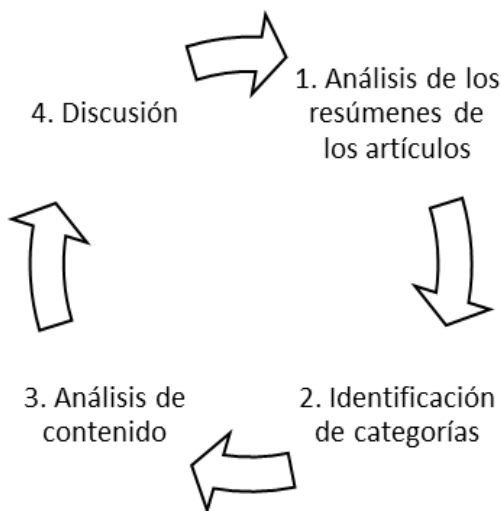 1. Análisis de los
resúmenes de
los artículos
2. Identificación
de categorías
3. Análisis de
contenido
4. Discusión